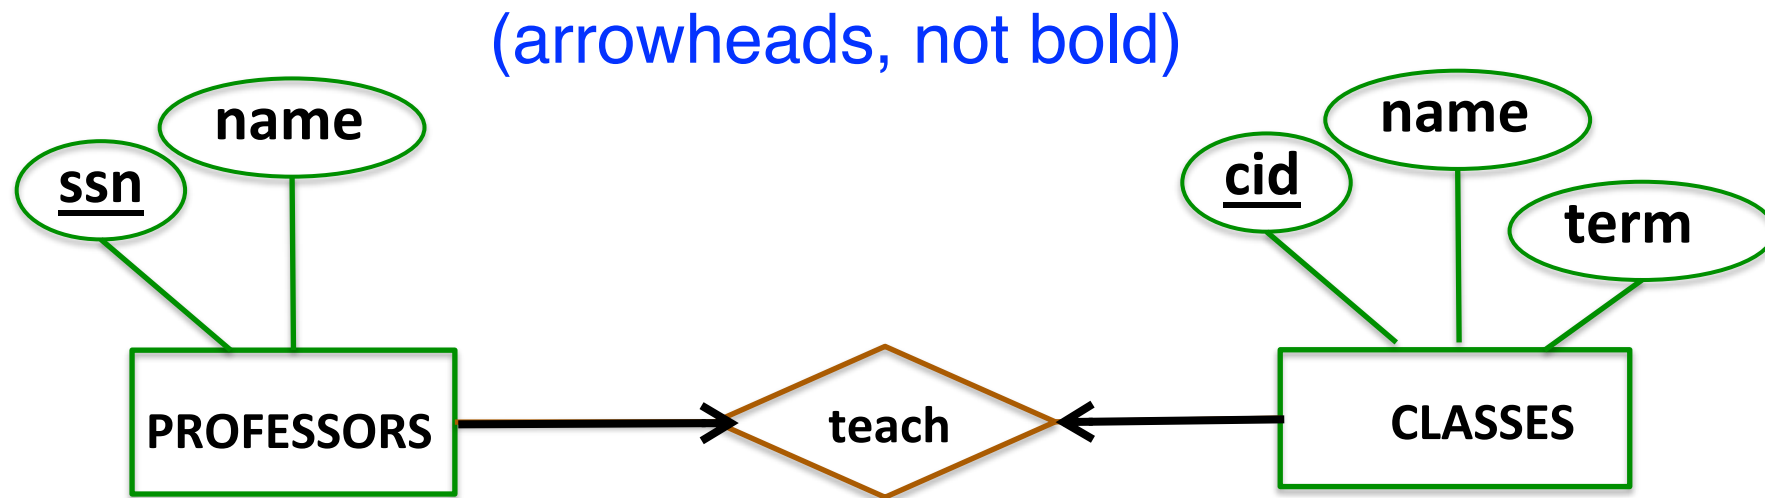 (arrowheads, not bold)
name
ssn
name
cid
term
PROFESSORS
teach
CLASSES